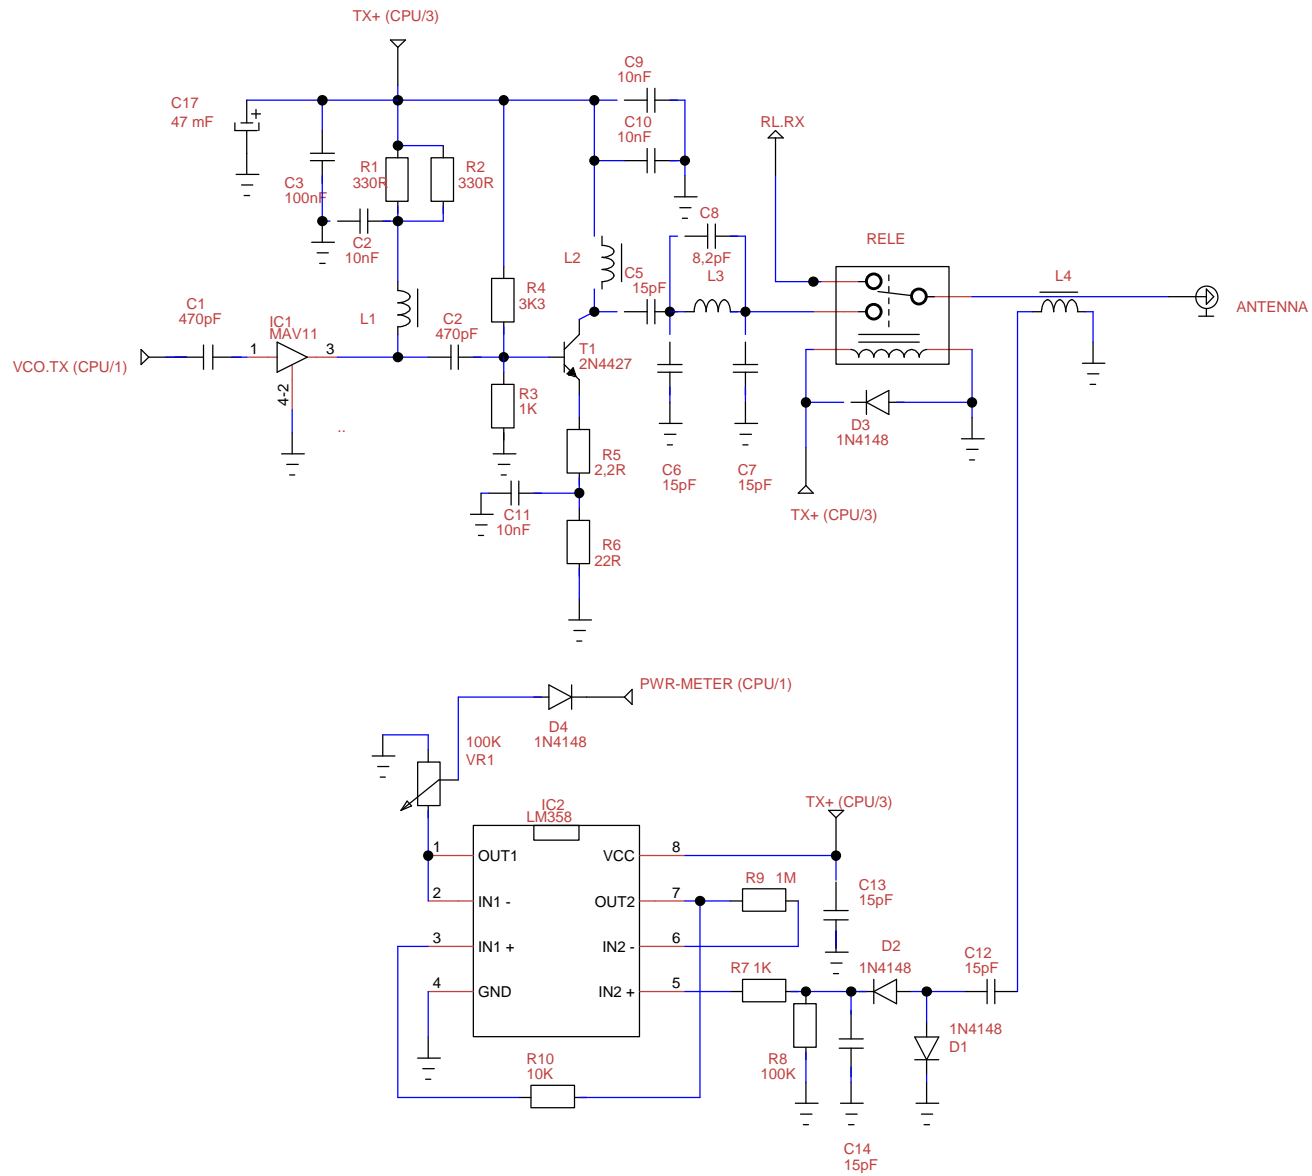 TX+ (CPU/3)
C9
10nF
C17
47 mF
+
C10
10nF
RL.RX
R1
330R
R2
330R
C3
100nF
C2
10nF
C8
8,2pF
RELE
L2
C5
15pF
L3
L4
R4
3K3
C1
470pF
IC1
MAV11
L1
C2
470pF
ANTENNA
VCO.TX (CPU/1)
1
3
4-2
T1
2N4427
R3
1K
..
D3
1N4148
R5
2,2R
C6
15pF
C7
15pF
C11
10nF
TX+ (CPU/3)
R6
22R
PWR-METER (CPU/1)
D4
1N4148
100K
VR1
IC2
LM358
TX+ (CPU/3)
1
OUT1
VCC
8
R9 1M
C13
15pF
2
IN1 -
OUT2
7
3
IN1 +
IN2 -
6
D2
1N4148
C12
15pF
4
GND
IN2 +
5
R7 1K
1N4148
D1
R10
10K
R8
100K
C14
15pF